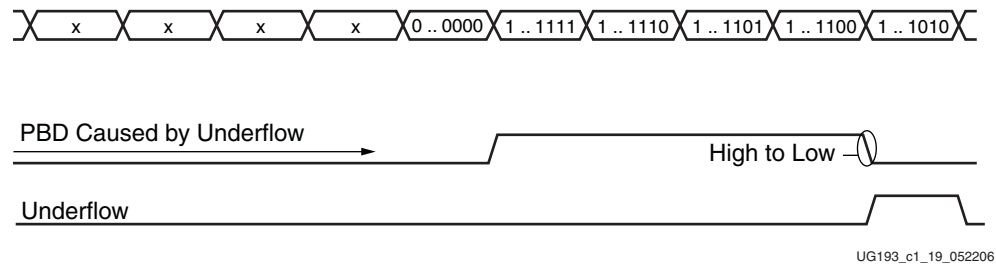 x x x x 0 .. 0000 1 .. 1111 1 .. 1110 1 .. 1101 1 .. 1100 1 .. 1010
PBD Caused by Underflow
High to Low
Underflow
UG193_c1_19_052206